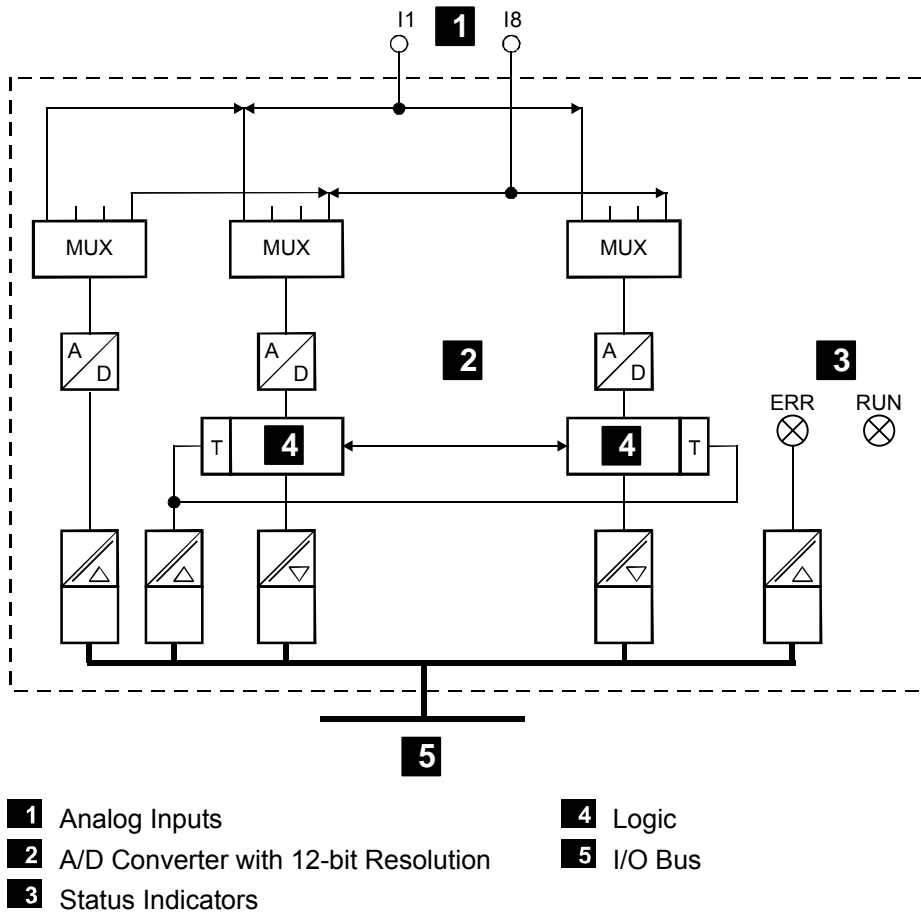 I1 1 I8
MUX MUX MUX
A/D A/D 2 A/D 3
ERR RUN
T 4 4 T
5
1 Analog Inputs
2 A/D Converter with 12-bit Resolution
3 Status Indicators
4 Logic
5 I/O Bus